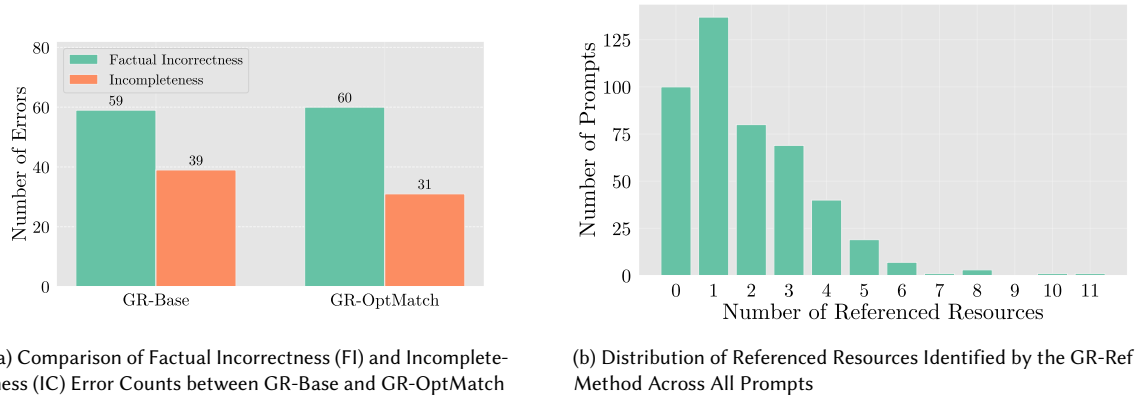 80
60
40
20
0
Number of Errors
Factual Incorrectness
Incompleteness
59
39
60
31
GR-Base
GR-OptMatch
a) Comparison of Factual Incorrectness (FI) and Incomplete-
ness (IC) Error Counts between GR-Base and GR-OptMatch
125
100
75
50
25
0
Number of Prompts
0 1 2 3 4 5 6 7 8 9 10 11
Number of Referenced Resources
(b) Distribution of Referenced Resources Identified by the GR-Ref
Method Across All Prompts